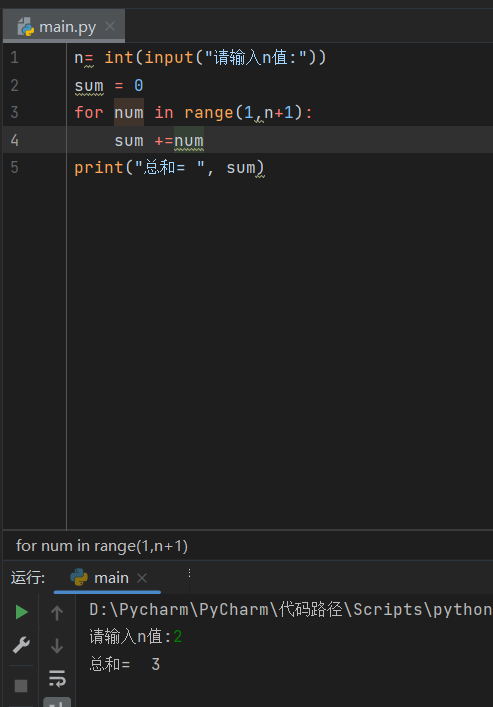 main.py
1 n= int(input("请输入n值:"))
2 sum = 0
3 for num in range(1,n+1):
4 sum +=num
5 print("总和= ", sum)
for num in range(1,n+1)
运行: main
D:\Pycharm\PyCharm\代码路径\Scripts\python
请输入n值:2
总和=  3